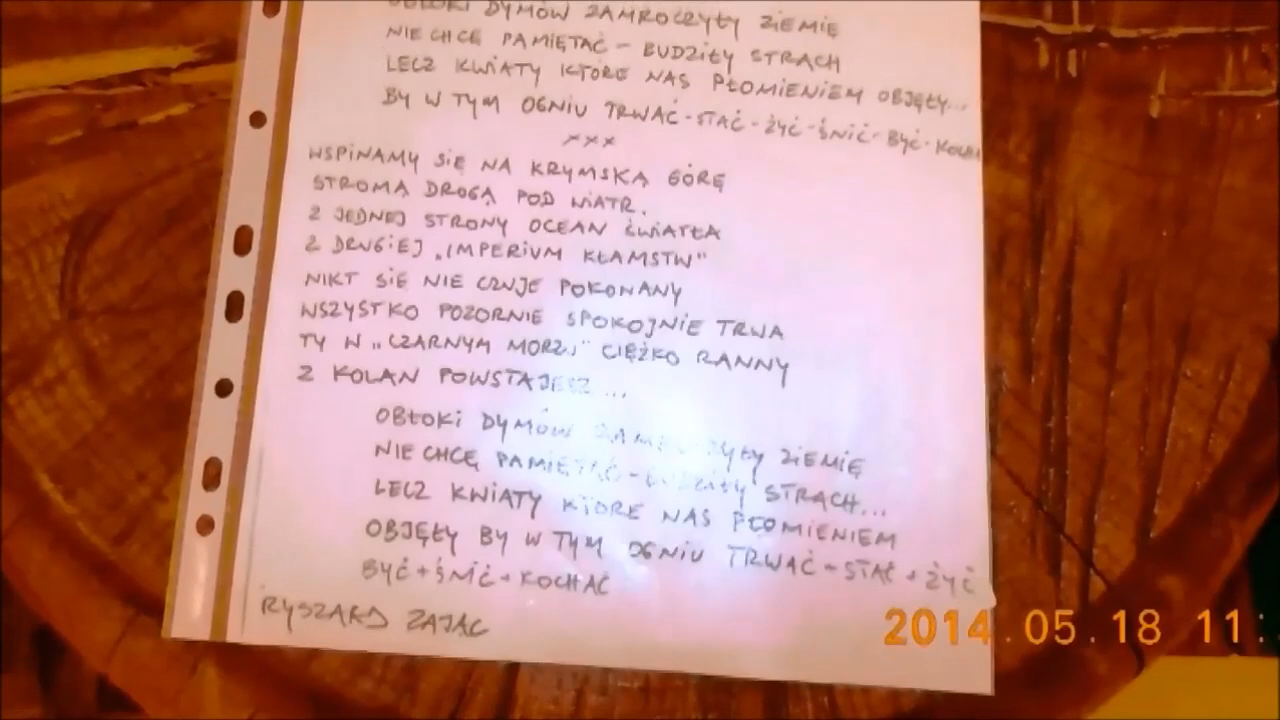 OBŁOKI DYMÓW ZAMROCZYŁY ZIEMIĘ
NIE CHCĘ PAMIĘTAĆ - BUDZIŁY STRACH
LECZ KWIATY KTÓRE NAS PŁOMIENIEM OBJĘŁY...
BY W TYM OGNIU TRWAĆ - STAĆ - ŻYĆ - ŚNIĆ - BYĆ -
xxx
WSPINAMY SIĘ NA KRYMSKĄ GÓRĘ
STROMĄ DROGĄ POD WIATR.
Z JEDNEJ STRONY OCEAN ŚWIATŁA
Z DRUGIEJ „IMPERIUM KŁAMSTW"
NIKT SIĘ NIE CZUJE POKONANY
WSZYSTKO POZORNIE SPOKOJNIE TRWA
TY W „CZARNYM MORZU" CIĘŻKO RANNY
Z KOLAN POWSTAJESZ...
OBŁOKI DYMÓW ZAMROCZYŁY ZIEMIĘ
NIE CHCĘ PAMIĘTAĆ - BUDZIŁY STRACH...
LECZ KWIATY KTÓRE NAS PŁOMIENIEM
OBJĘŁY BY W TYM OGNIU TRWAĆ + STAĆ + ŻYĆ
BYĆ + ŚNIĆ + KOCHAĆ
RYSZARD ZAJĄC
2014.05.18 11: